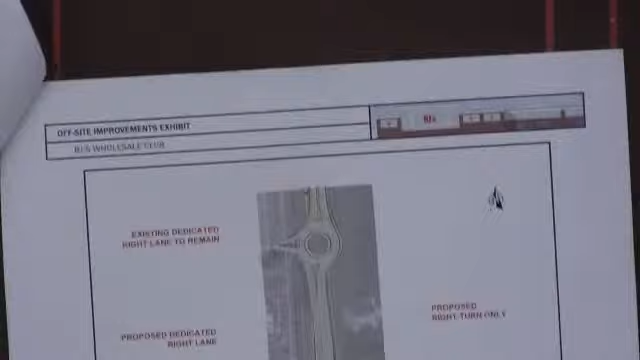 OFF-SITE IMPROVEMENTS EXHIBIT
BJ'S WHOLESALE CLUB
BJs
EXISTING DEDICATED
RIGHT LANE TO REMAIN
PROPOSED
RIGHT-TURN ONLY
PROPOSED DEDICATED
RIGHT LANE